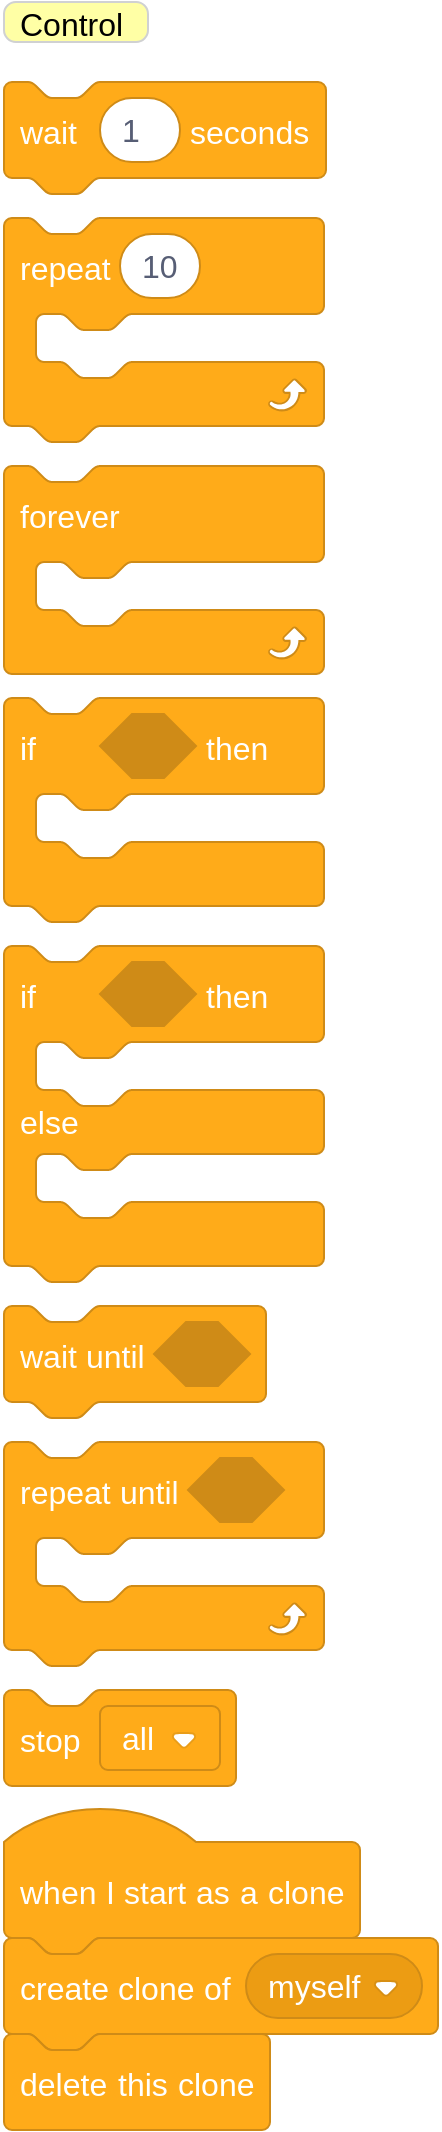 Control
wait 1 seconds
repeat 10
forever
if then
if then
else
wait until
repeat until
stop all
when I start as a clone
create clone of myself
delete this clone